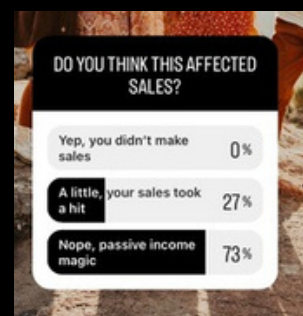 DO YOU THINK THIS AFFECTED
SALES?
Yep, you didn't make
sales
0%
A little, your sales took
a hit
27%
Nope, passive income
magic
73%